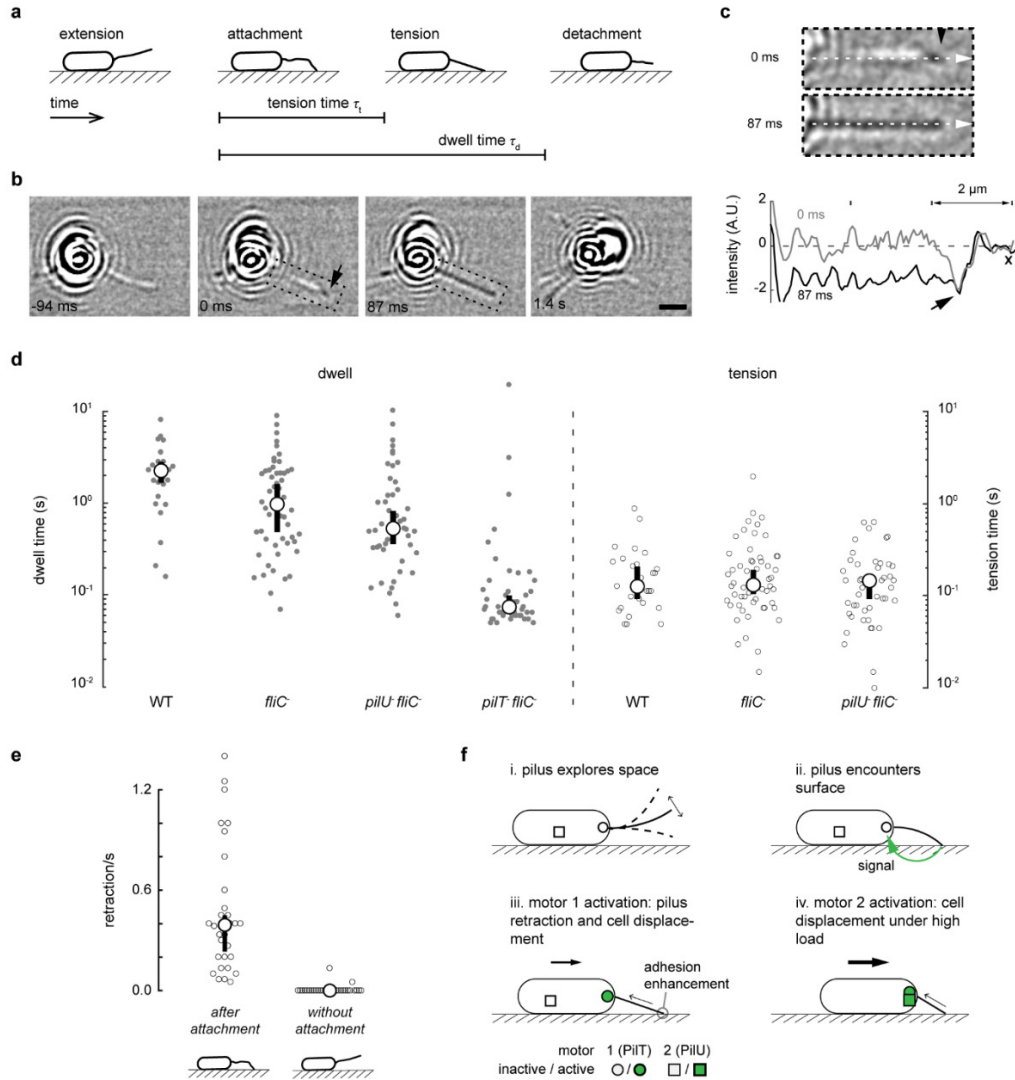 a
extension
attachment
tension
detachment
time
tension time τt
dwell time τd
b
-94 ms
0 ms
87 ms
1.4 s
c
0 ms
87 ms
2 µm
intensity (A.U.)
2
0
-2
0 ms
87 ms
x
d
dwell
tension
dwell time (s)
10¹
10⁰
10⁻¹
10⁻²
10¹
10⁰
10⁻¹
10⁻²
tension time (s)
WT
fliC⁻
pilU⁻ fliC⁻
pilT⁻ fliC⁻
WT
fliC⁻
pilU⁻ fliC⁻
e
retraction/s
1.2
0.6
0.0
after
attachment
without
attachment
f
i. pilus explores space
ii. pilus encounters
surface
signal
iii. motor 1 activation: pilus
retraction and cell displace-
ment
adhesion
enhancement
iv. motor 2 activation: cell
displacement under high
load
motor 1 (PilT) 2 (PilU)
inactive / active / /